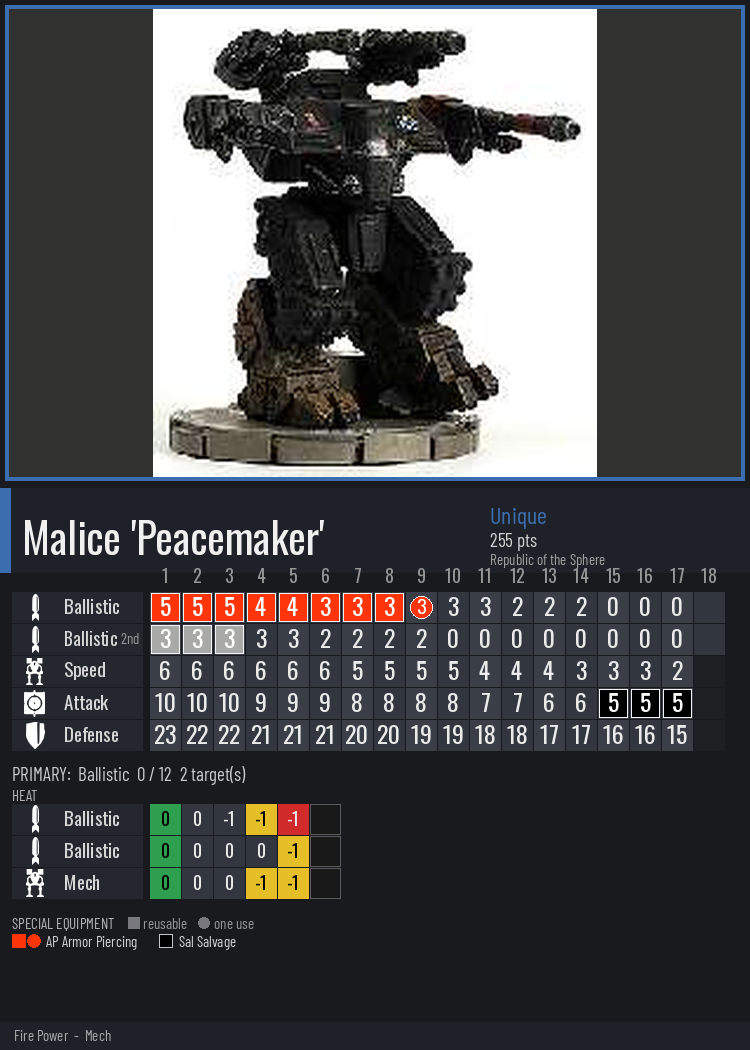 Malice 'Peacemaker'
Unique
255 pts
Republic of the Sphere
1 2 3 4 5 6 7 8 9 10 11 12 13 14 15 16 17 18
Ballistic 5 5 5 4 4 3 3 3 3 3 3 2 2 2 0 0 0
Ballistic 2nd 3 3 3 3 3 2 2 2 2 0 0 0 0 0 0 0 0
Speed 6 6 6 6 6 6 5 5 5 5 4 4 4 3 3 3 2
Attack 10 10 10 9 9 9 8 8 8 8 7 7 6 6 5 5 5
Defense 23 22 22 21 21 21 20 20 19 19 18 18 17 17 16 16 15
PRIMARY: Ballistic 0 / 12 2 target(s)
HEAT
Ballistic 0 0 -1 -1 -1
Ballistic 0 0 0 0 -1
Mech 0 0 0 -1 -1
SPECIAL EQUIPMENT reusable one use
AP Armor Piercing Sal Salvage
Fire Power - Mech